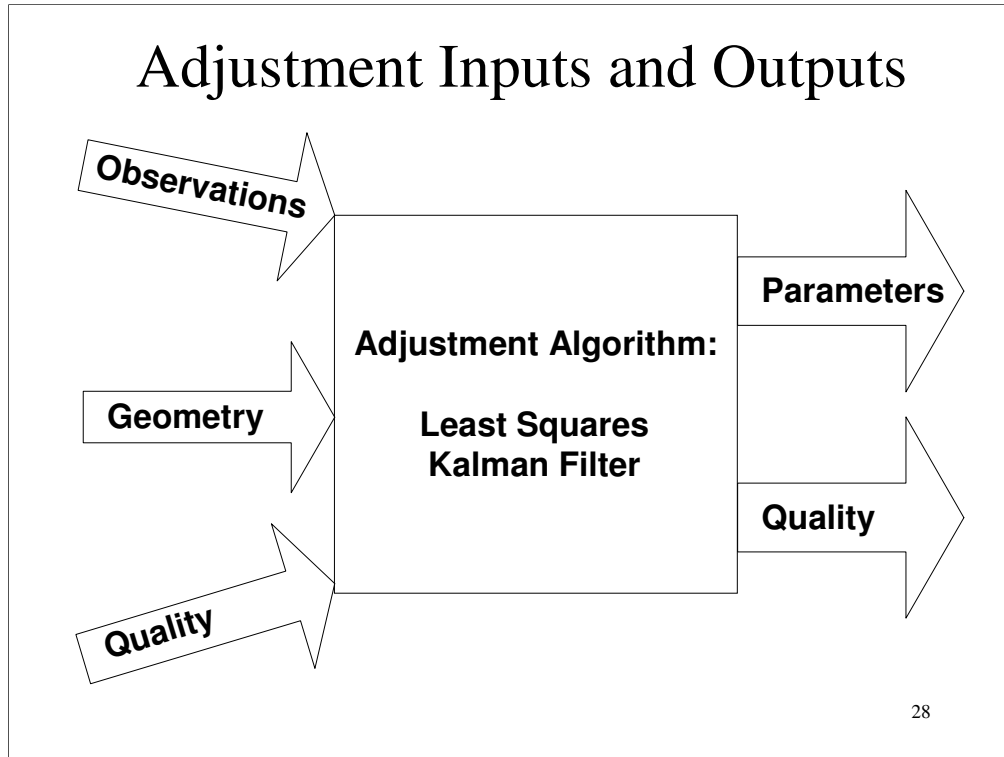 Adjustment Inputs and Outputs
Observations
Geometry
Quality
Adjustment Algorithm:
Least Squares
Kalman Filter
Parameters
Quality
28